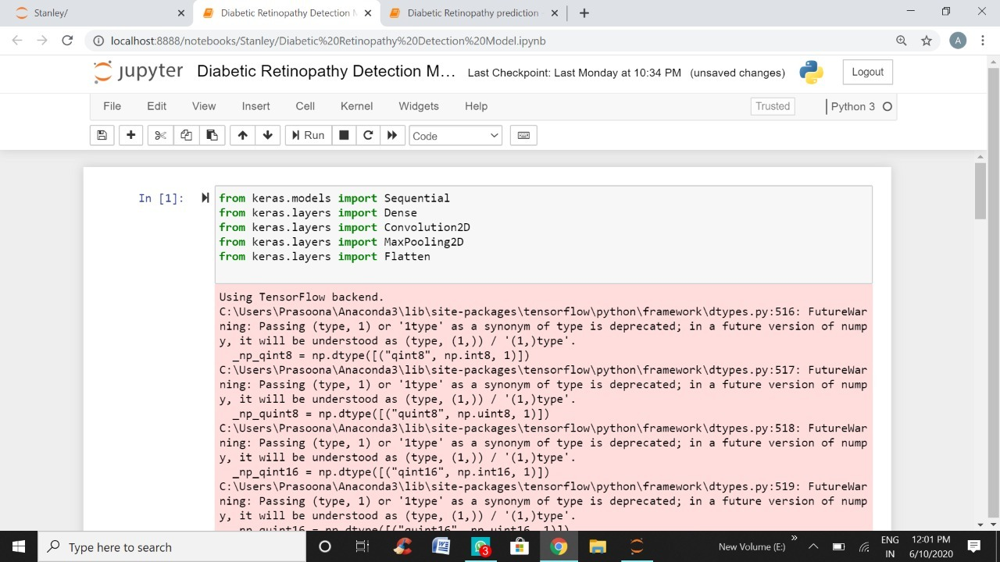 Stanley/
Diabetic Retinopathy Detection M
Diabetic Retinopathy prediction
localhost:8888/notebooks/Stanley/Diabetic%20Retinopathy%20Detection%20Model.ipynb
A
jupyter Diabetic Retinopathy Detection M... Last Checkpoint: Last Monday at 10:34 PM (unsaved changes)
Logout
File Edit View Insert Cell Kernel Widgets Help
Trusted
Python 3
Run
Code
In [1]:
from keras.models import Sequential
from keras.layers import Dense
from keras.layers import Convolution2D
from keras.layers import MaxPooling2D
from keras.layers import Flatten
Using TensorFlow backend.
C:\Users\Prasoona\Anaconda3\lib\site-packages\tensorflow\python\framework\dtypes.py:516: FutureWar
ning: Passing (type, 1) or '1type' as a synonym of type is deprecated; in a future version of nump
y, it will be understood as (type, (1,)) / '(1,)type'.
_np_qint8 = np.dtype([("qint8", np.int8, 1)])
C:\Users\Prasoona\Anaconda3\lib\site-packages\tensorflow\python\framework\dtypes.py:517: FutureWar
ning: Passing (type, 1) or '1type' as a synonym of type is deprecated; in a future version of nump
y, it will be understood as (type, (1,)) / '(1,)type'.
_np_quint8 = np.dtype([("quint8", np.uint8, 1)])
C:\Users\Prasoona\Anaconda3\lib\site-packages\tensorflow\python\framework\dtypes.py:518: FutureWar
ning: Passing (type, 1) or '1type' as a synonym of type is deprecated; in a future version of nump
y, it will be understood as (type, (1,)) / '(1,)type'.
_np_qint16 = np.dtype([("qint16", np.int16, 1)])
C:\Users\Prasoona\Anaconda3\lib\site-packages\tensorflow\python\framework\dtypes.py:519: FutureWar
ning: Passing (type, 1) or '1type' as a synonym of type is deprecated; in a future version of nump
y, it will be understood as (type, (1,)) / '(1,)type'.
_np_quint16 = np.dtype([("quint16", np.uint16, 1)])
Type here to search
3
New Volume (E:)
»
ENG
IN
12:01 PM
6/10/2020